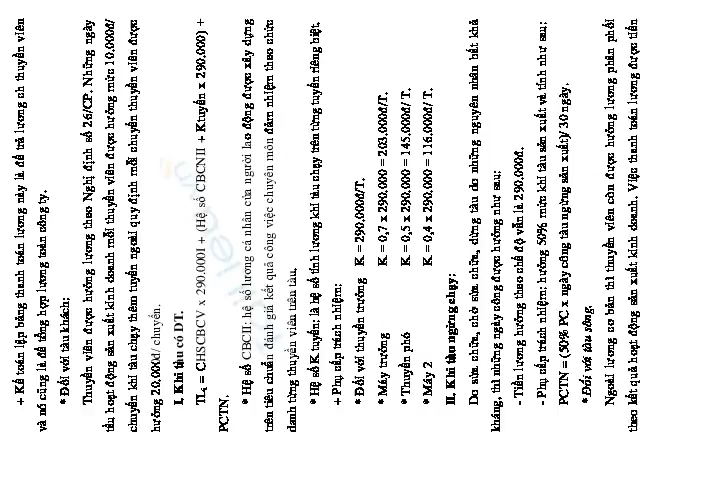 + Kế toán lập bảng thanh toán lương này là để trả lương ch thuyền viên
và nó cũng là để tổng hợp lương toàn công ty.
* Đối với tàu khách:
Thuyền viên được hưởng lương theo Nghị định số 26/CP. Những ngày
tàu hoạt động sản xuất kinh doanh mỗi thuyền viên được hưởng mức 10.000đ/
chuyến khi tàu chạy thêm tuyến ngoài quy định mỗi chuyến thuyền viên được
hưởng 20.000đ/ chuyến.
I. Khi tàu có DT.
TL₄ = CHSCBCV x 290.000I + (Hệ số CBCNII + Ktuyến x 290.000) +
PCTN.
* Hệ số CBCII: hệ số lương cá nhân của người lao động được xây dựng
trên tiêu chuẩn đánh giá kết quả công việc chuyên môn đảm nhiệm theo chức
danh từng thuyền viên trên tàu.
* Hệ số K tuyến: là hệ số tính lương khi tàu chạy trên từng tuyến riêng biệt.
+ Phụ cấp trách nhiệm:
* Đối với thuyền trưởng K = 290.000đ/T.
* Máy trưởng K = 0,7 x 290.000 = 203.000đ/T.
* Thuyền phó K = 0,5 x 290.000 = 145.000đ/ T.
* Máy 2 K = 0,4 x 290.000 = 116.000đ/ T.
II. Khi tàu ngừng chạy:
Do sửa chữa, chờ sửa chữa, dừng tàu do những nguyên nhân bất khả
kháng, thì những ngày công được hưởng như sau:
- Tiền lương hưởng theo chế độ vẫn là 290.000đ.
- Phụ cấp trách nhiệm: hưởng 50% mức khi tàu sản xuất và tính như sau:
PCTN = (50% PC x ngày công tàu ngừng sản xuất)/ 30 ngày.
* Đối với tàu sông.
Ngoài lương cơ bản thì thuyền viên còn được hưởng lương phân phối
theo kết quả hoạt động sản xuất kinh doanh. Việc thanh toán lương được tiến